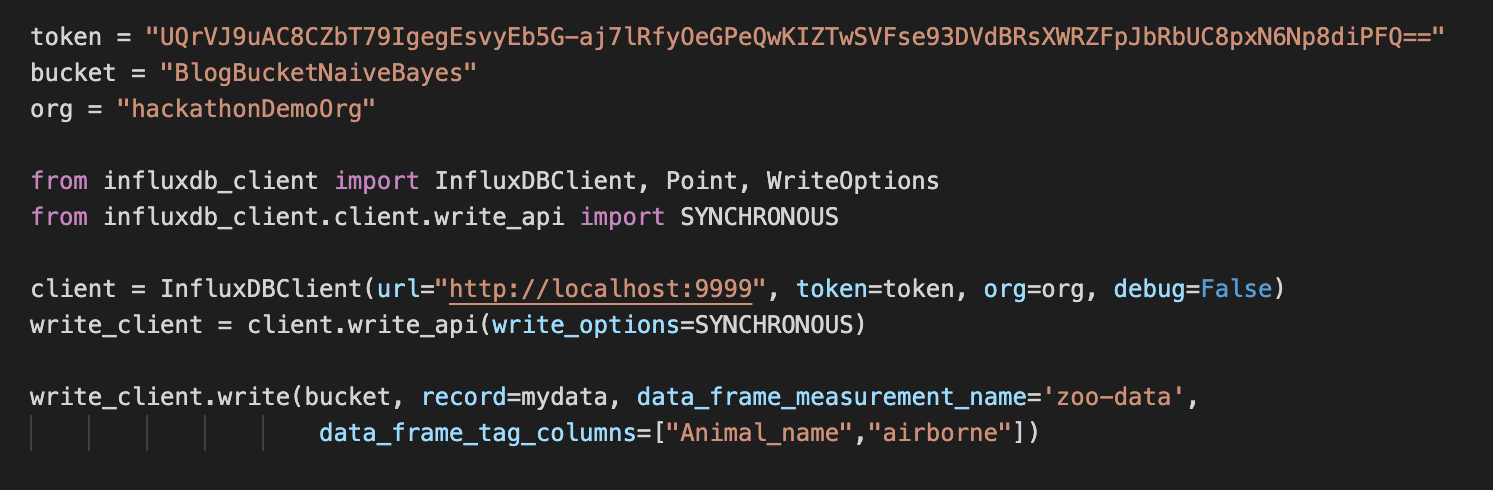 token = "UQrVJ9uAC8CZbT79IgegEsvyEb5G-aj7lRfyOeGPeQwKIZTwSVFse93DVdBRsXWRZFpJbRbUC8pxN6Np8diPFQ=="
bucket = "BlogBucketNaiveBayes"
org = "hackathonDemoOrg"
from influxdb_client import InfluxDBClient, Point, WriteOptions
from influxdb_client.client.write_api import SYNCHRONOUS
client = InfluxDBClient(url="http://localhost:9999", token=token, org=org, debug=False)
write_client = client.write_api(write_options=SYNCHRONOUS)
write_client.write(bucket, record=mydata, data_frame_measurement_name='zoo-data',
data_frame_tag_columns=["Animal_name","airborne"])